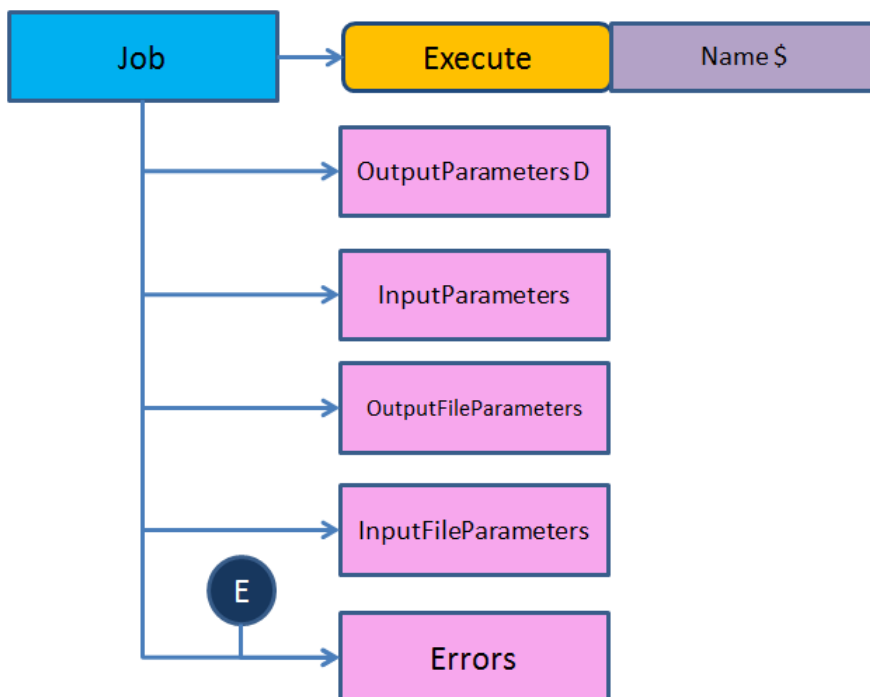 Job
Execute
Name $
OutputParameters D
InputParameters
OutputFileParameters
InputFileParameters
E
Errors